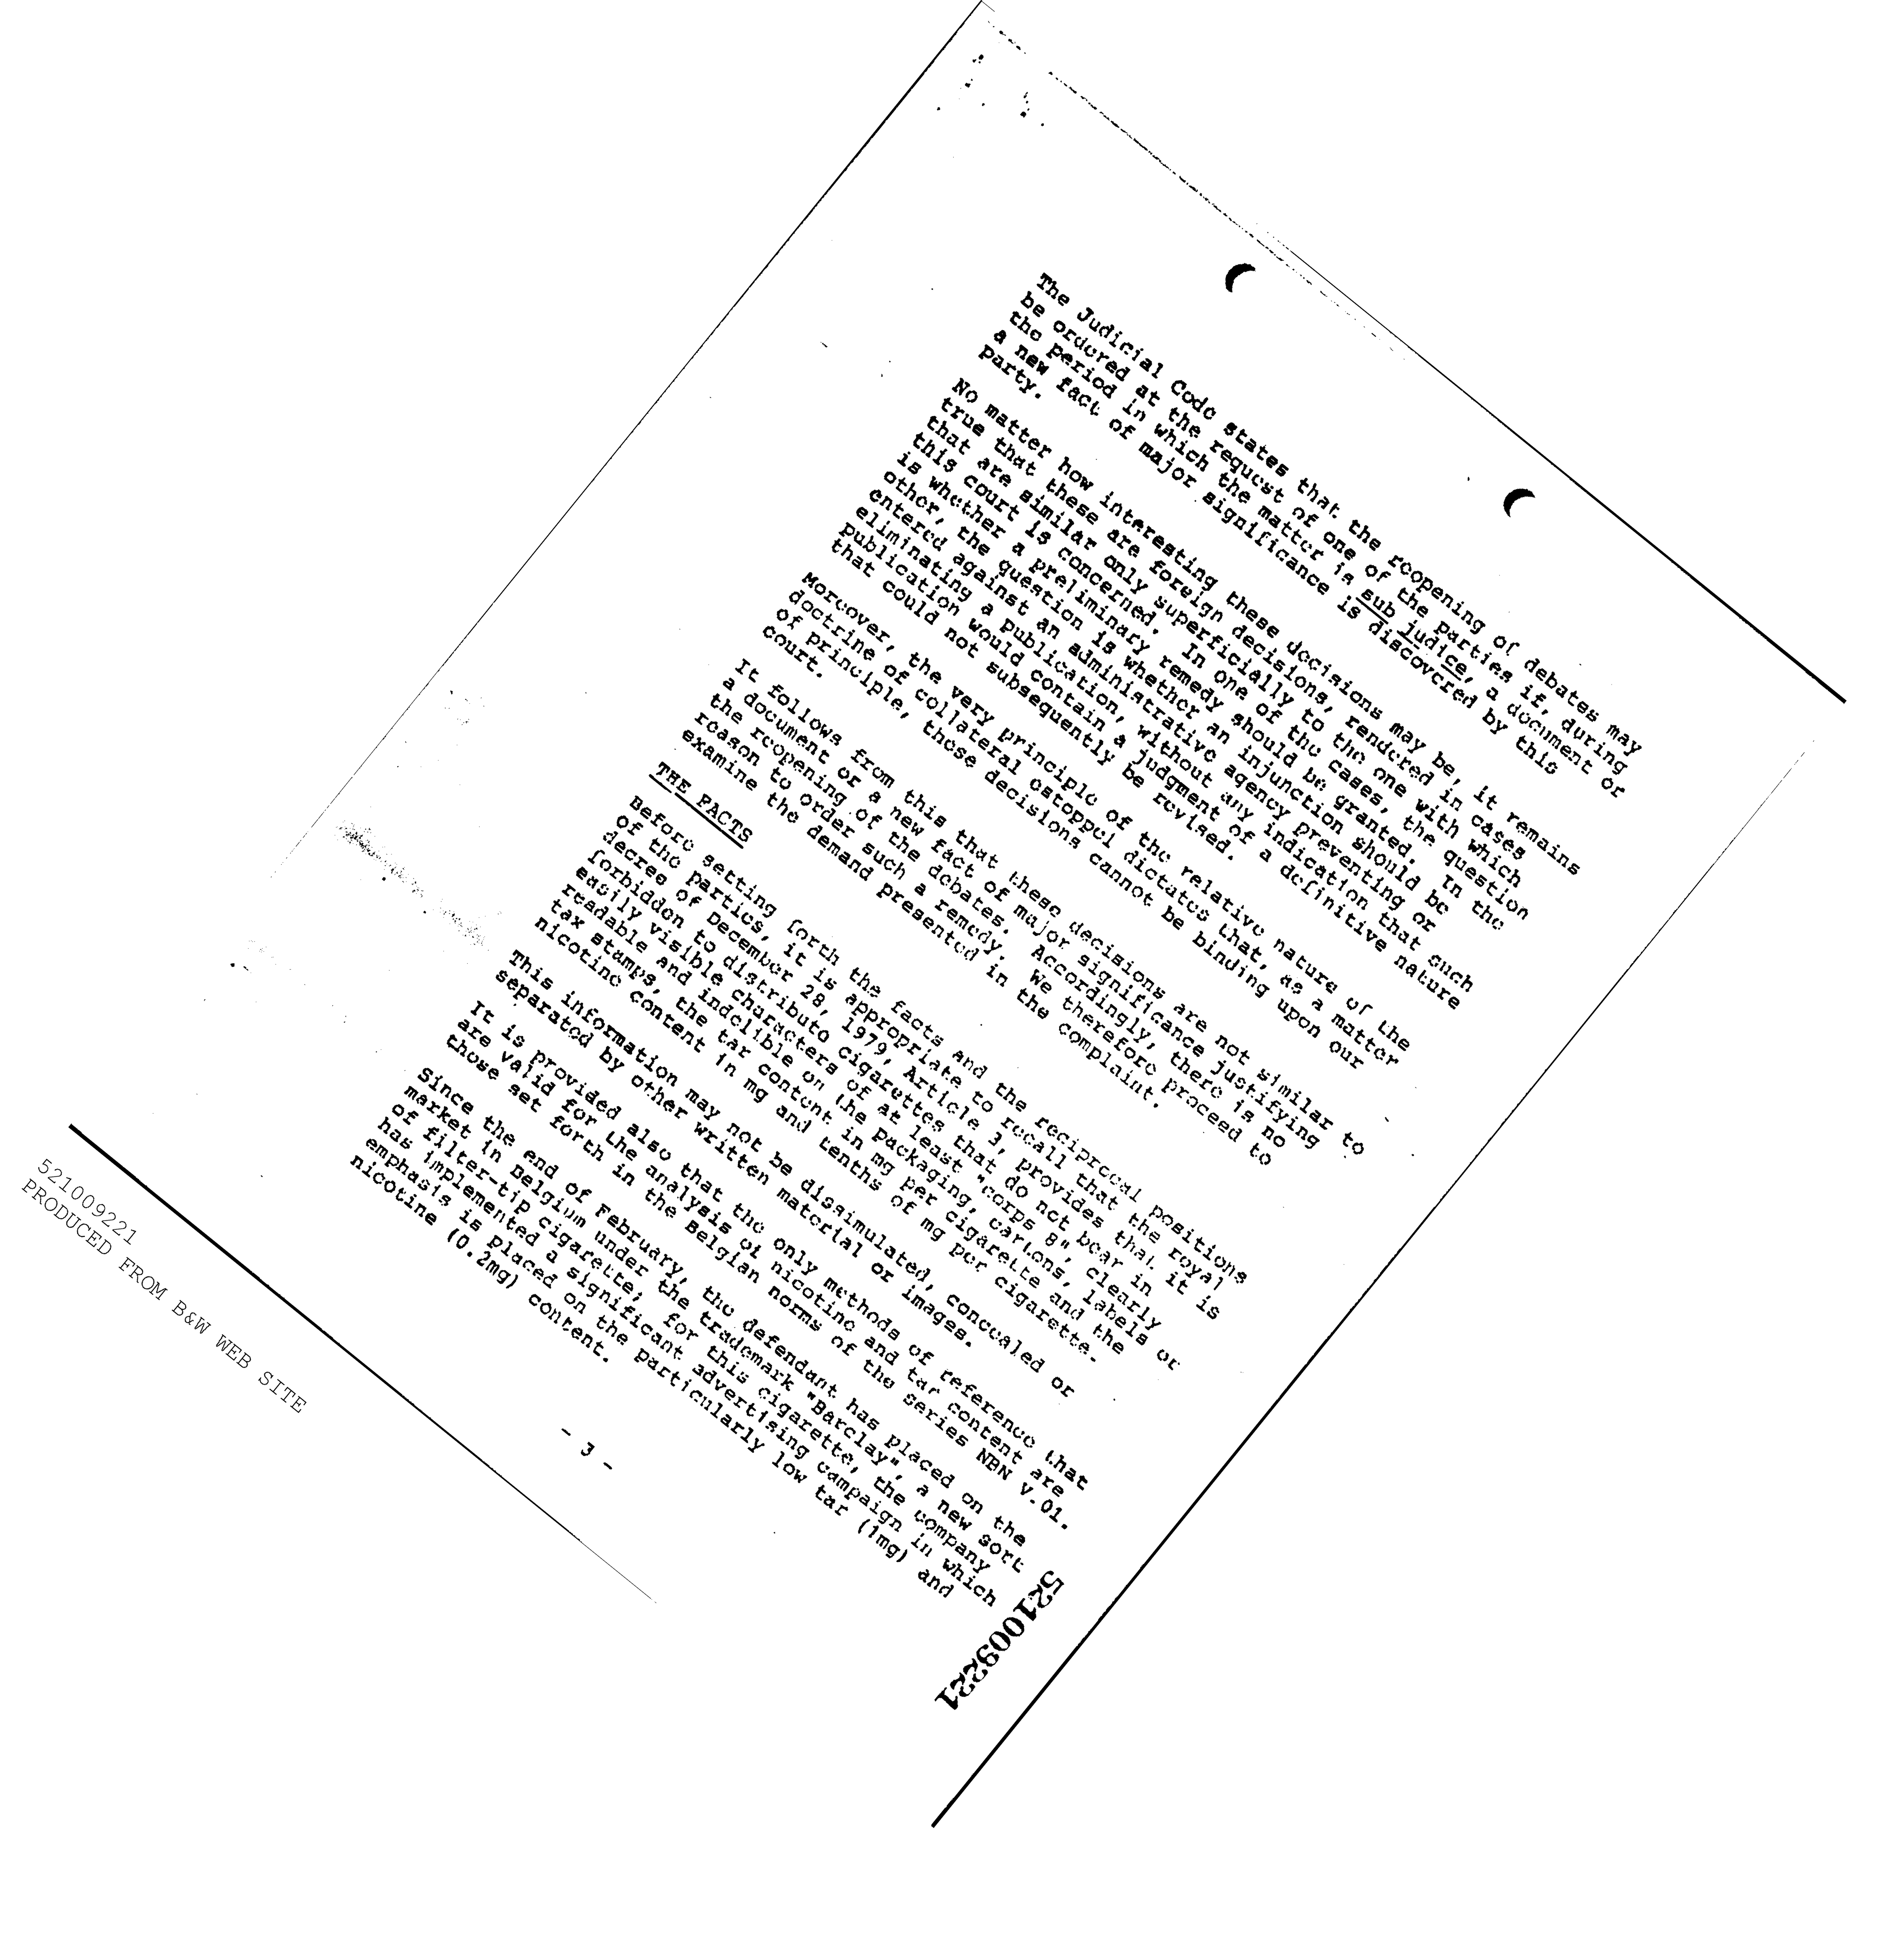 The Judicial Code states that the reopening of debates may
be ordered at the request of one of the parties if, during
the period in which the matter is sub judice, a document or
a new fact of major significance is discovered by this
party.
No matter how interesting these decisions may be, it remains
true that these are foreign decisions, rendered in cases
that are similar only superficially to the one with which
this court is concerned. In one of the cases, the question
is whether a preliminary remedy should be granted. In the
other, the question is whether an injunction should be
entered against an administrative agency preventing or
eliminating a publication, without any indication that such
publication would contain a judgment of a definitive nature
that could not subsequently be revised.
Moreover, the very principle of the relative nature of the
doctrine of collateral estoppel dictates that, as a matter
of principle, those decisions cannot be binding upon our
court.
It follows from this that these decisions are not similar to
a document or a new fact of major significance justifying
the reopening of the debates. Accordingly, there is no
reason to order such a remedy. We therefore proceed to
examine the demand presented in the complaint.
THE FACTS
Before setting forth the facts and the reciprocal positions
of the parties, it is appropriate to recall that the royal
decree of December 28, 1979, Article 3, provides that it is
forbidden to distribute cigarettes that do not bear in
easily visible characters of at least "corps 8", clearly
readable and indelible on the packaging, cartons, labels or
tax stamps, the tar content in mg per cigarette and the
nicotine content in mg and tenths of mg per cigarette.
This information may not be dissimulated, concealed or
separated by other written material or images.
It is provided also that the only methods of reference that
are valid for the analysis of nicotine and tar content are
those set forth in the Belgian norms of the series NBN V.01.
Since the end of February, the defendant has placed on the
market in Belgium under the trademark "Barclay", a new sort
of filter-tip cigarette; for this cigarette, the company
has implemented a significant advertising campaign in which
emphasis is placed on the particularly low tar (1mg) and
nicotine (0.2mg) content.
- 3 -
521009221
521009221
PRODUCED FROM B&W WEB SITE